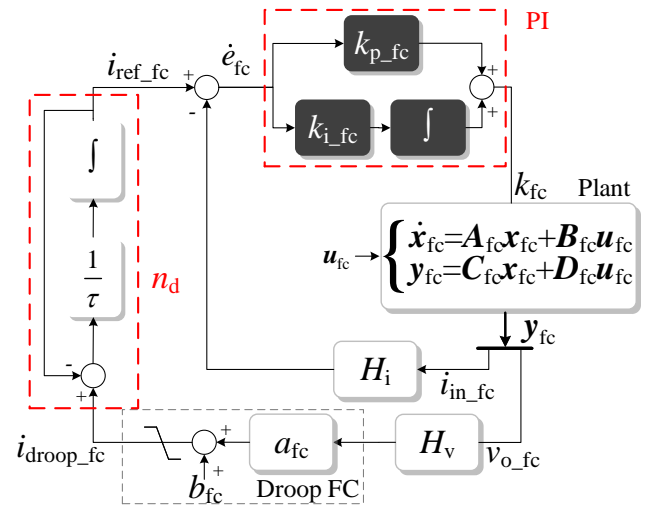 PI
i_ref_fc
ė_fc
k_p_fc
+
+
-
+
+
k_i_fc
∫
∫
k_fc
Plant
u_fc
ẋ_fc=A_fc x_fc+B_fc u_fc
y_fc=C_fc x_fc+D_fc u_fc
1/τ
n_d
y_fc
-
+
H_i
i_in_fc
i_droop_fc
+
a_fc
H_v
v_o_fc
+
b_fc
Droop FC